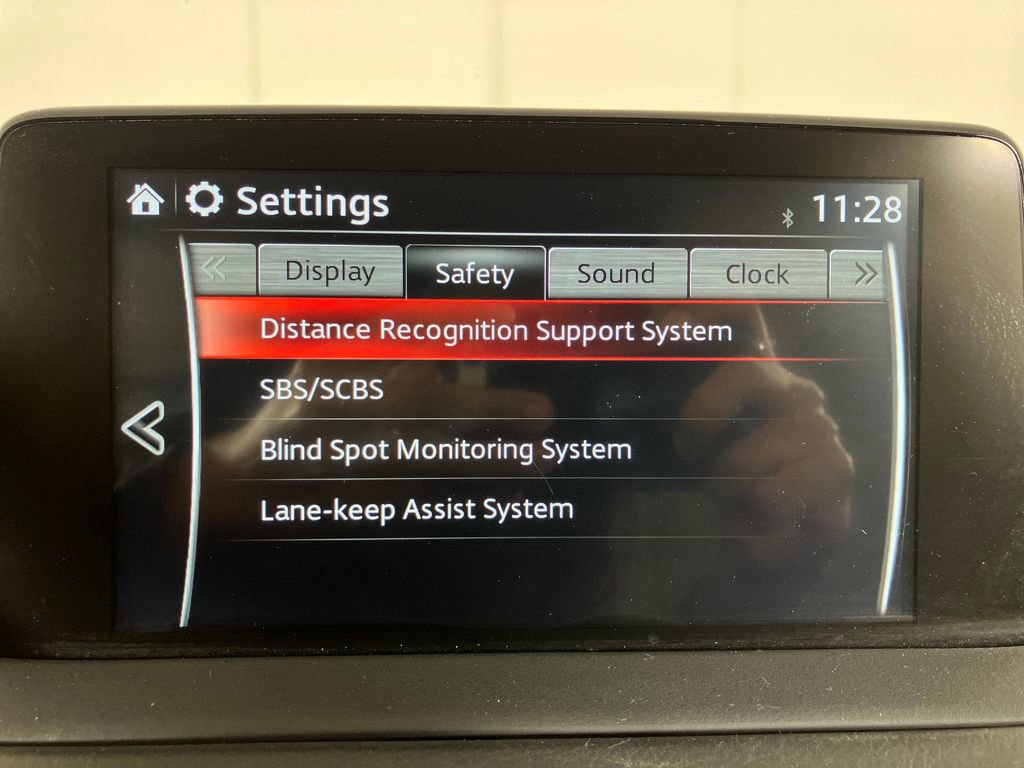 Settings 11:28
Display Safety Sound Clock
Distance Recognition Support System
SBS/SCBS
Blind Spot Monitoring System
Lane-keep Assist System